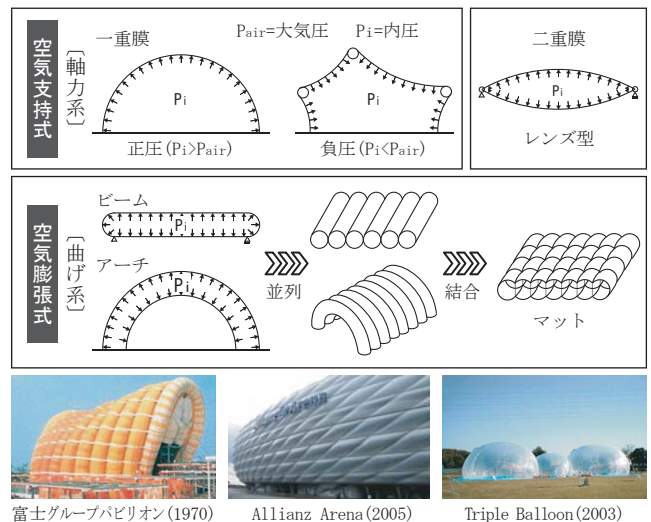 空気支持式
〔軸力系〕
一重膜
Pair=大気圧 Pi=内圧
Pi
Pi
正圧(Pi>Pair)
負圧(Pi<Pair)
二重膜
Pi
レンズ型
空気膨張式
〔曲げ系〕
ビーム
Pi
アーチ
Pi
並列
結合
マット
富士グループパビリオン(1970)
Allianz Arena(2005)
Triple Balloon(2003)